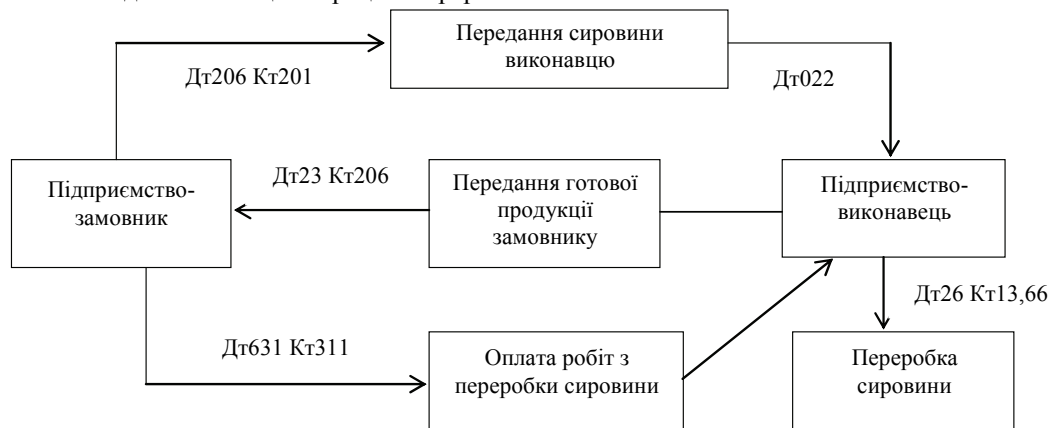 Передання сировини
виконавцю
Дт206 Кт201
Дт022
Підприємство-
замовник
Дт23 Кт206
Передання готової
продукції
замовнику
Підприємство-
виконавець
Дт26 Кт13,66
Дт631 Кт311
Оплата робіт з
переробки сировини
Переробка
сировини